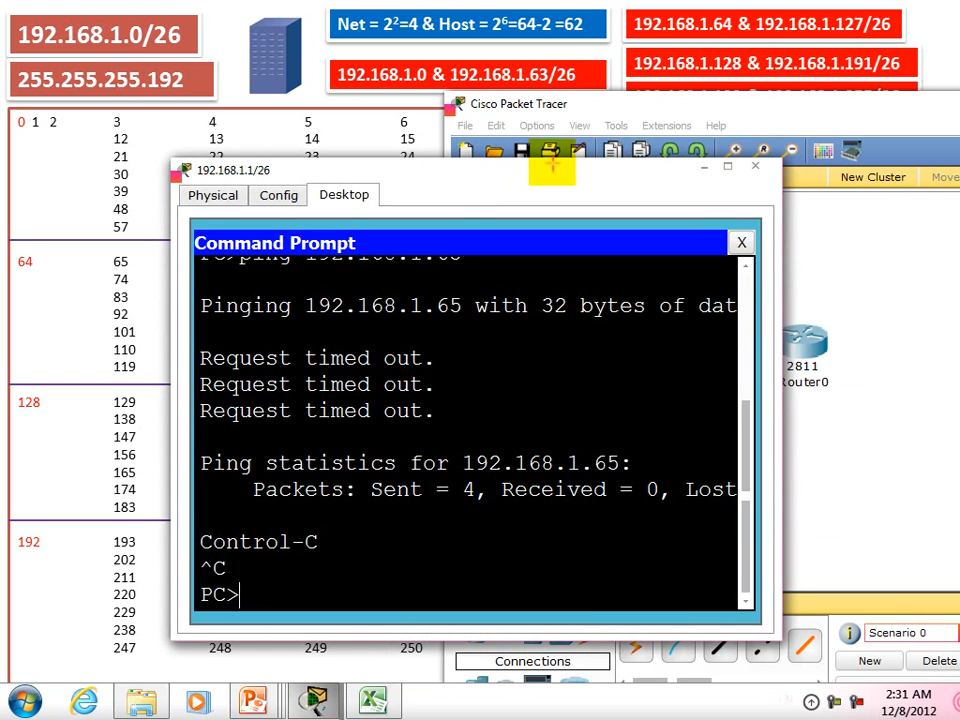 192.168.1.0/26
255.255.255.192
Net = 2²=4 & Host = 2⁶=64-2 =62
192.168.1.0 & 192.168.1.63/26
192.168.1.64 & 192.168.1.127/26
192.168.1.128 & 192.168.1.191/26
0 1 2 3 4 5 6
12 13 14 15
21 22 23 24
30
39
48
57
64 65
74
83
92
101
110
119
128 129
138
147
156
165
174
183
192 193
202
211
220
229
238
247 248 249 250
Cisco Packet Tracer
File Edit Options View Tools Extensions Help
New Cluster Move
192.168.1.1/26
Physical Config Desktop
Command Prompt X
Pinging 192.168.1.65 with 32 bytes of dat
Request timed out.
Request timed out.
Request timed out.
Ping statistics for 192.168.1.65:
Packets: Sent = 4, Received = 0, Lost
Control-C
^C
PC>
2811
Router0
Scenario 0
New Delete
Connections
2:31 AM
12/8/2012